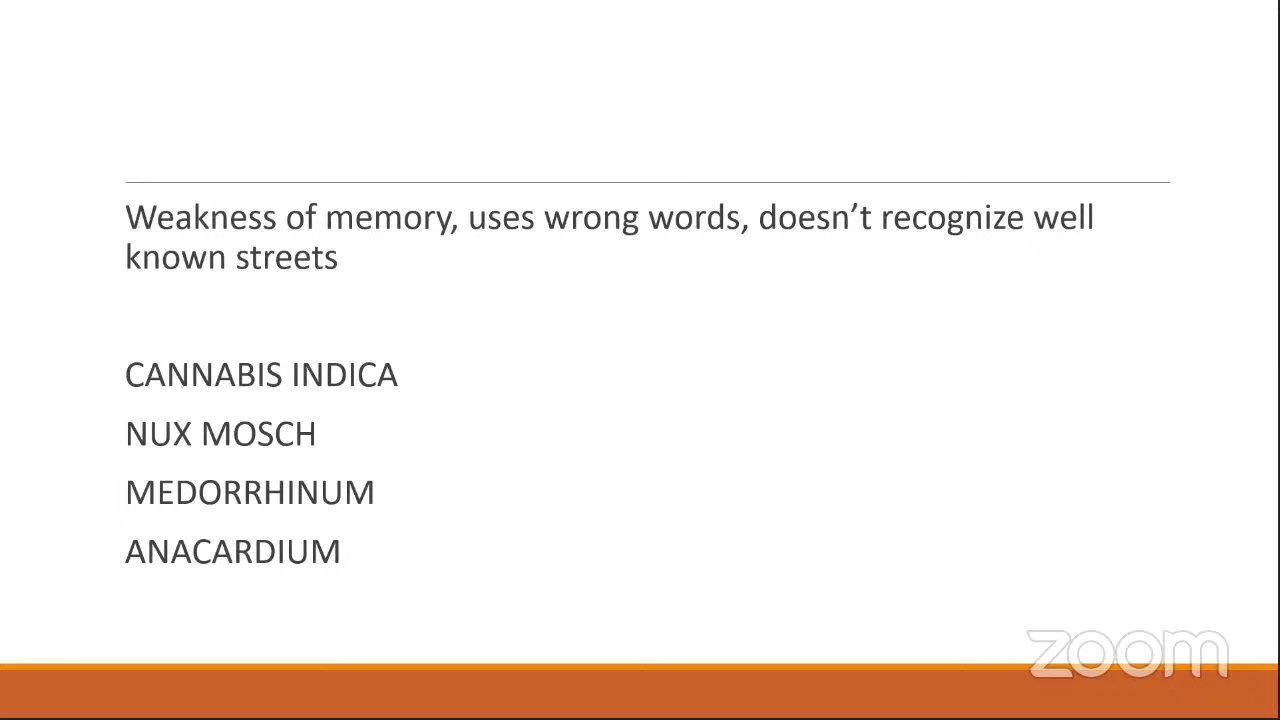 Weakness of memory, uses wrong words, doesn’t recognize well
known streets
CANNABIS INDICA
NUX MOSCH
MEDORRHINUM
ANACARDIUM
zoom